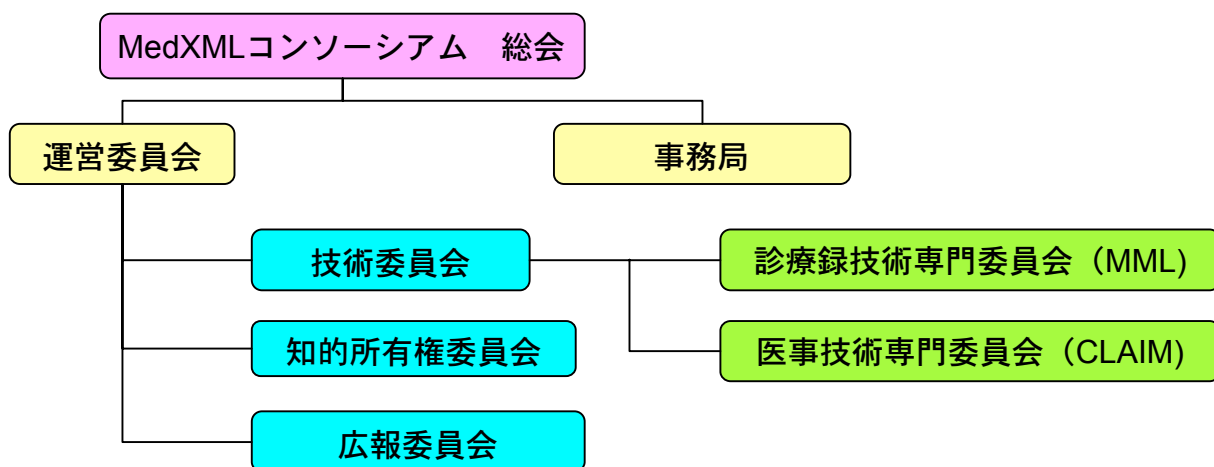 MedXMLコンソーシアム　総会
運営委員会
事務局
技術委員会
診療録技術専門委員会（MML)
知的所有権委員会
医事技術専門委員会（CLAIM)
広報委員会